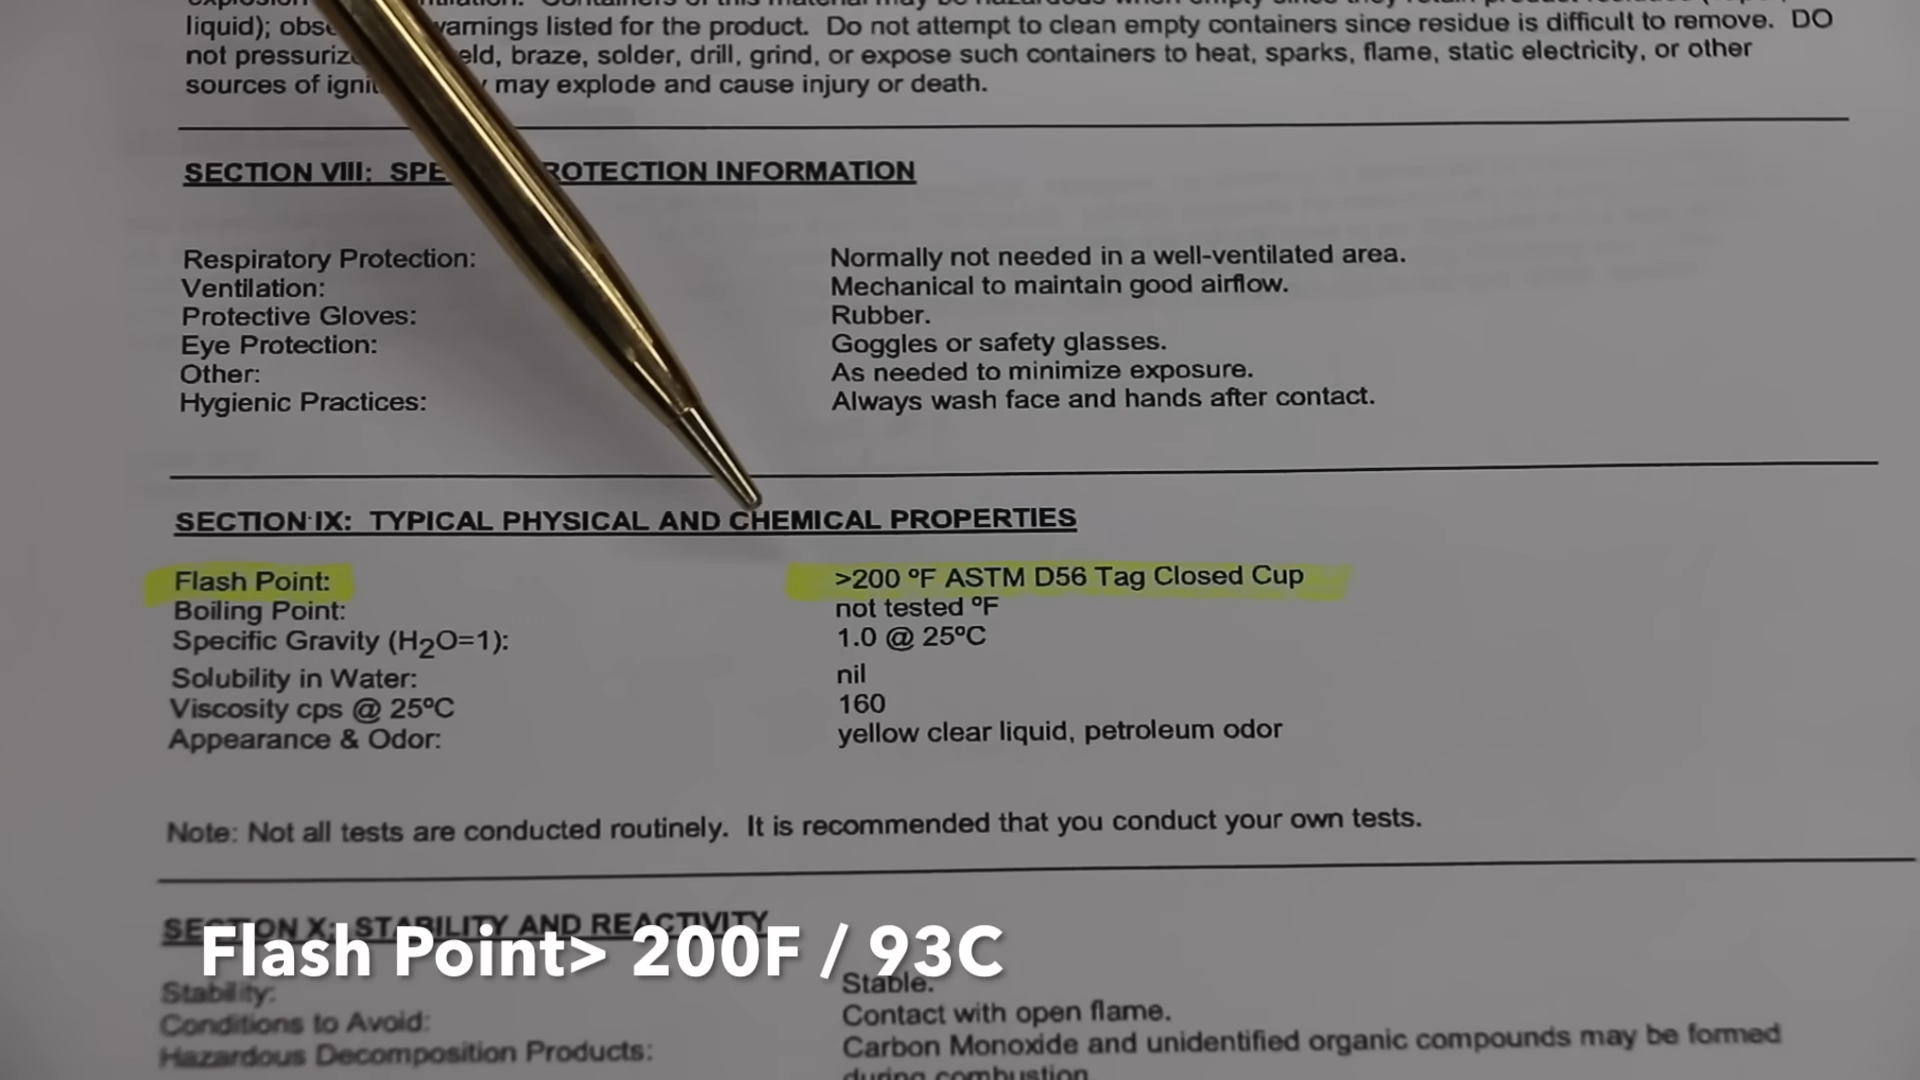 liquid); warnings listed for the product. Do not attempt to clean empty containers since residue is difficult to remove. DO
not braze, solder, drill, grind, or expose such containers to heat, sparks, flame, static electricity, or other
sources of may explode and cause injury or death.
SECTION VIII: PROTECTION INFORMATION
Respiratory Protection: Normally not needed in a well-ventilated area.
Ventilation: Mechanical to maintain good airflow.
Protective Gloves: Rubber.
Eye Protection: Goggles or safety glasses.
Other: As needed to minimize exposure.
Hygienic Practices: Always wash face and hands after contact.
SECTION IX: TYPICAL PHYSICAL AND CHEMICAL PROPERTIES
Flash Point: >200 ºF ASTM D56 Tag Closed Cup
Boiling Point: not tested ºF
Specific Gravity (H2O=1): 1.0 @ 25ºC
Solubility in Water: nil
Viscosity cps @ 25ºC 160
Appearance & Odor: yellow clear liquid, petroleum odor
Note: Not all tests are conducted routinely. It is recommended that you conduct your own tests.
SECTION X: STABILITY AND REACTIVITY
Flash Point> 200F / 93C
Stability: Stable.
Conditions to Avoid: Contact with open flame.
Hazardous Decomposition Products: Carbon Monoxide and unidentified organic compounds may be formed
during combustion